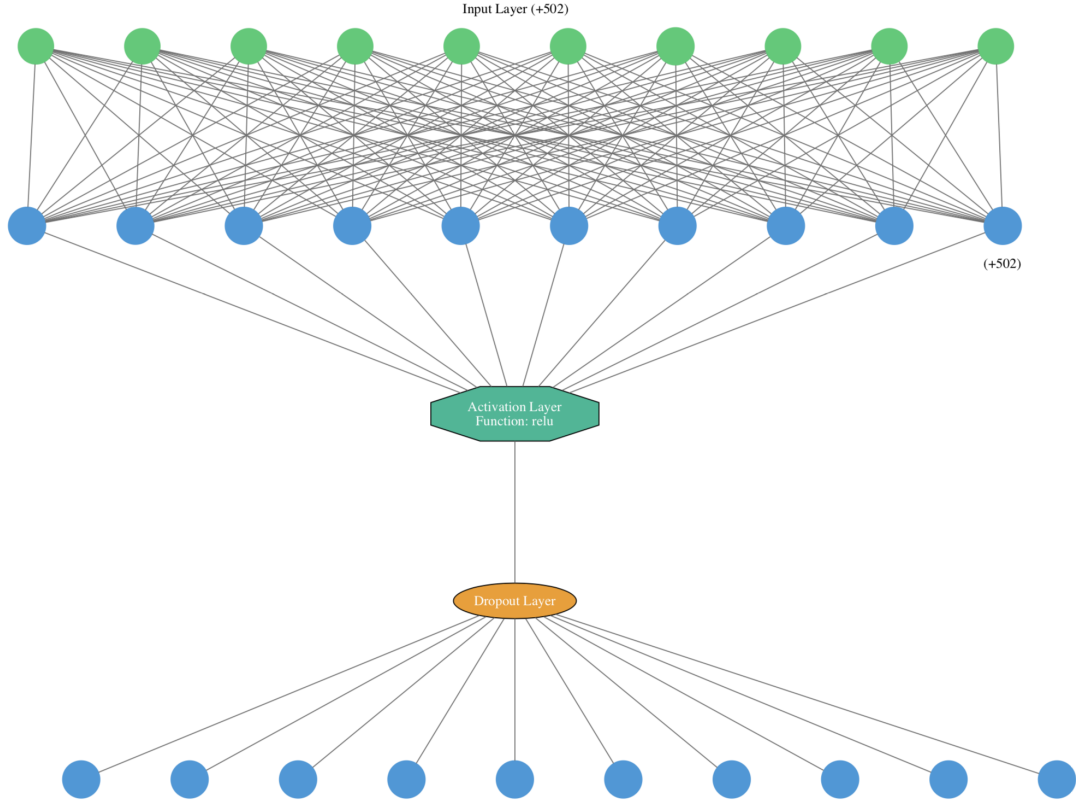 Input Layer (+502)
(+502)
Activation Layer
Function: relu
Dropout Layer